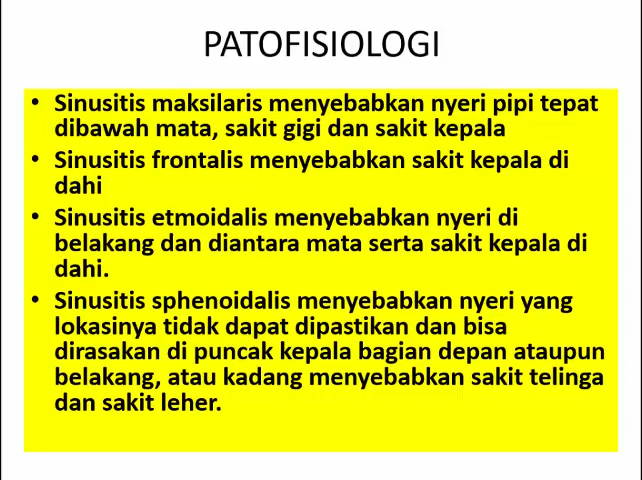 PATOFISIOLOGI
• Sinusitis maksilaris menyebabkan nyeri pipi tepat
dibawah mata, sakit gigi dan sakit kepala
• Sinusitis frontalis menyebabkan sakit kepala di
dahi
• Sinusitis etmoidalis menyebabkan nyeri di
belakang dan diantara mata serta sakit kepala di
dahi.
• Sinusitis sphenoidalis menyebabkan nyeri yang
lokasinya tidak dapat dipastikan dan bisa
dirasakan di puncak kepala bagian depan ataupun
belakang, atau kadang menyebabkan sakit telinga
dan sakit leher.